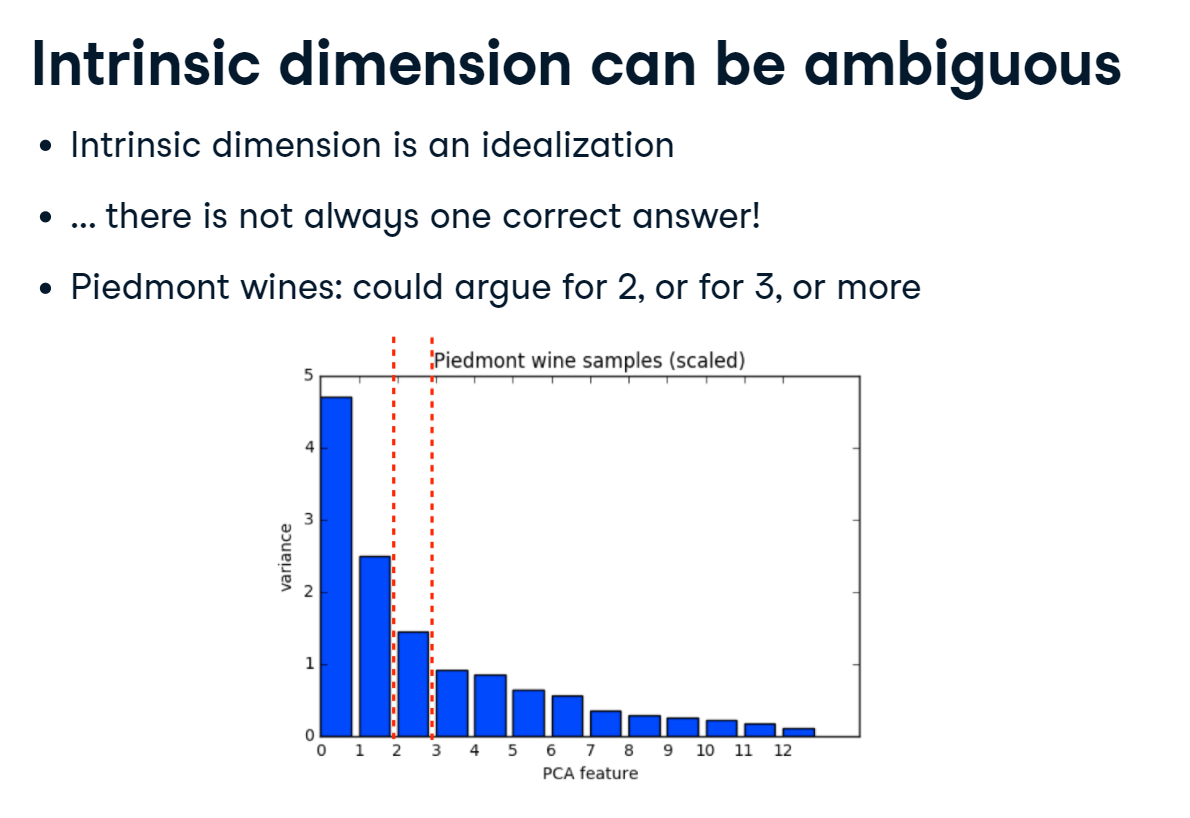 Intrinsic dimension can be ambiguous
• Intrinsic dimension is an idealization
• ... there is not always one correct answer!
• Piedmont wines: could argue for 2, or for 3, or more
Piedmont wine samples (scaled)
5
4
3
2
1
0
variance
0 1 2 3 4 5 6 7 8 9 10 11 12
PCA feature